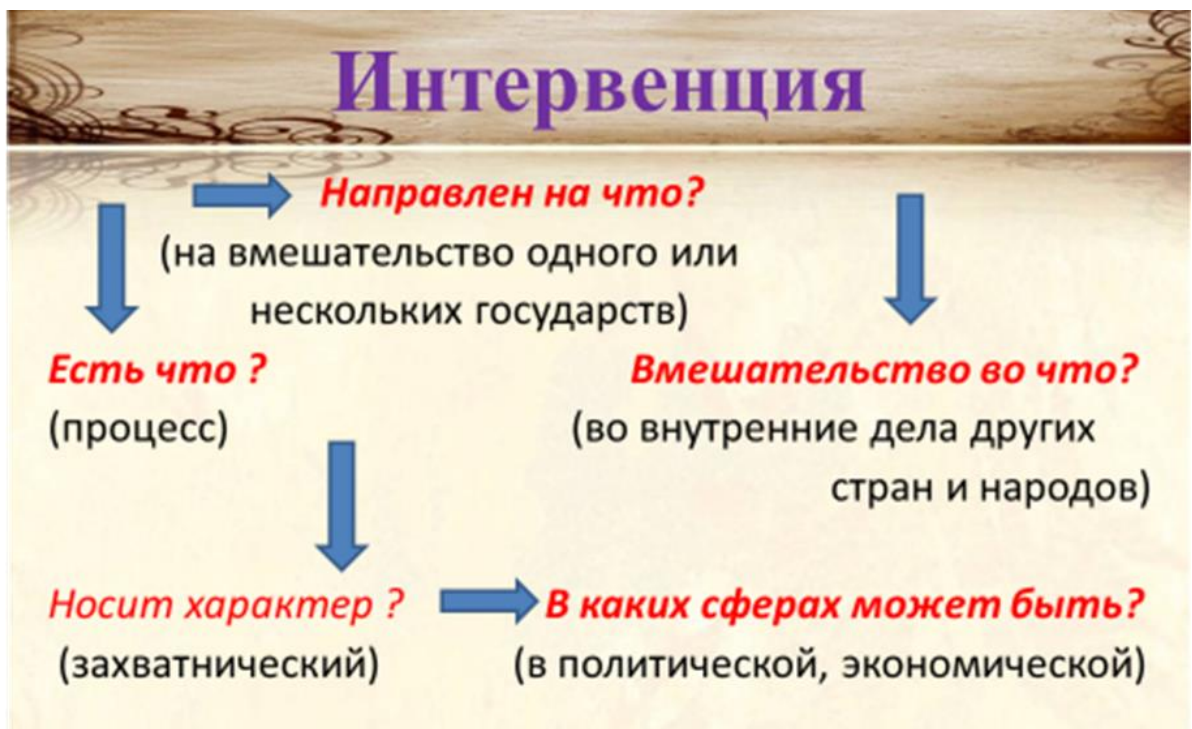 Интервенция
Направлен на что?
(на вмешательство одного или
нескольких государств)
Есть что ?
(процесс)
Вмешательство во что?
(во внутренние дела других
стран и народов)
Носит характер ?
(захватнический)
В каких сферах может быть?
(в политической, экономической)